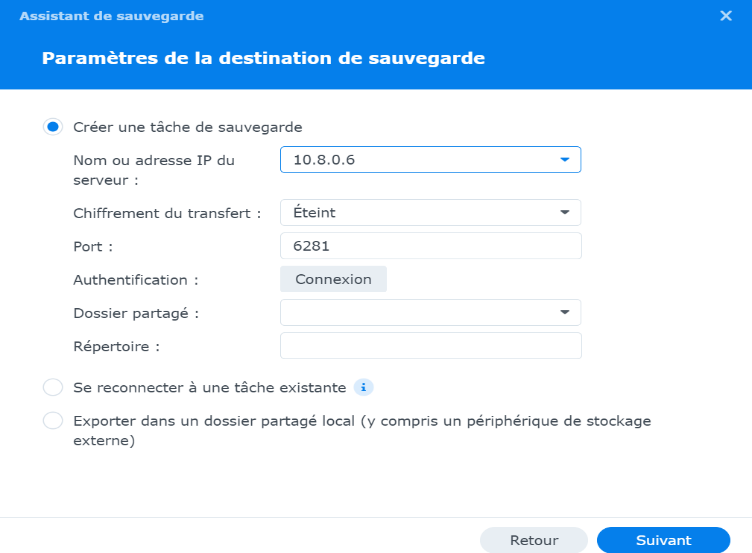 Assistant de sauvegarde
Paramètres de la destination de sauvegarde
Créer une tâche de sauvegarde
Nom ou adresse IP du
serveur :
10.8.0.6
Chiffrement du transfert :
Éteint
Port :
6281
Authentification :
Connexion
Dossier partagé :
Répertoire :
Se reconnecter à une tâche existante
Exporter dans un dossier partagé local (y compris un périphérique de stockage
externe)
Retour
Suivant